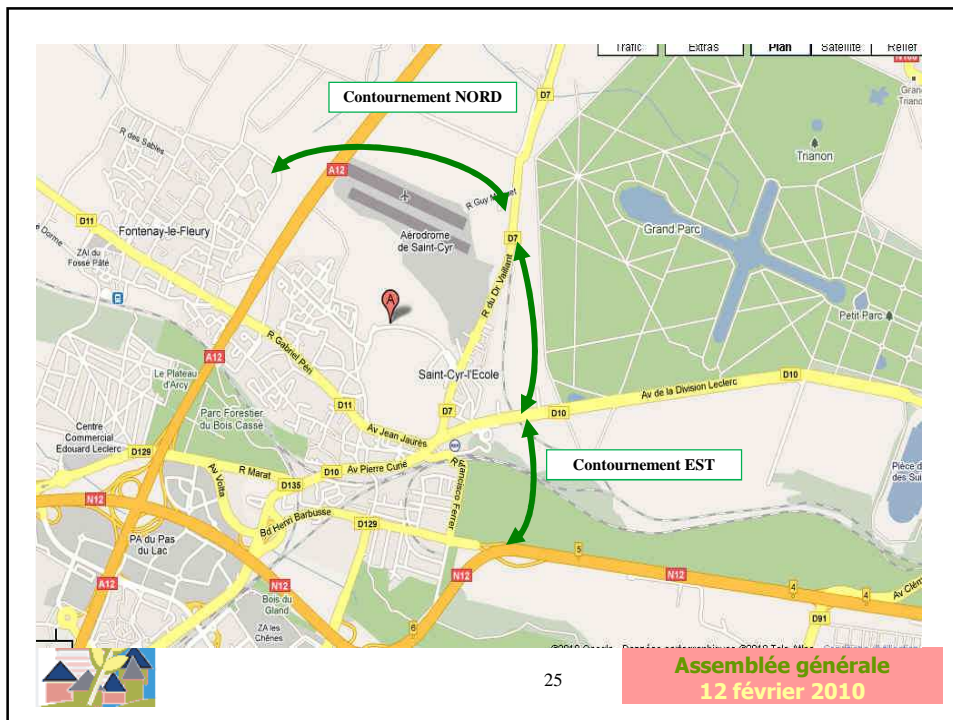 Trafic
Extras
Plan
Satellite
Relief
Contournement NORD
D7
Grand
Trianon
R des Sables
A12
Trianon
R Guy
D11
Grand Parc
Fontenay-le-Fleury
Aérodrome
de Saint-Cyr
D7
ZAI du
Fossé Pâté
R du Dr Vaillant
A
Petit Parc
R Gabriel Péri
A12
Le Plateau
d'Arcy
Saint-Cyr-l'Ecole
D10
Av de la Division Leclerc
Parc Forestier
du Bois Cassé
D11
D7
D10
Centre
Commercial
Edouard Leclerc
Av Jean Jaurès
D129
R Marat
D10
Av Pierre Curie
Contournement EST
Pièce d
des Sui
Av Volta
D135
Francisco Ferrer
N12
Bd Henri Barbusse
D129
PA du Pas
du Lac
5
N12
A12
N12
N12
4
4
Av Clém
Bois du
Gland
ZA les
Chênes
6
D91
25
Assemblée générale
12 février 2010